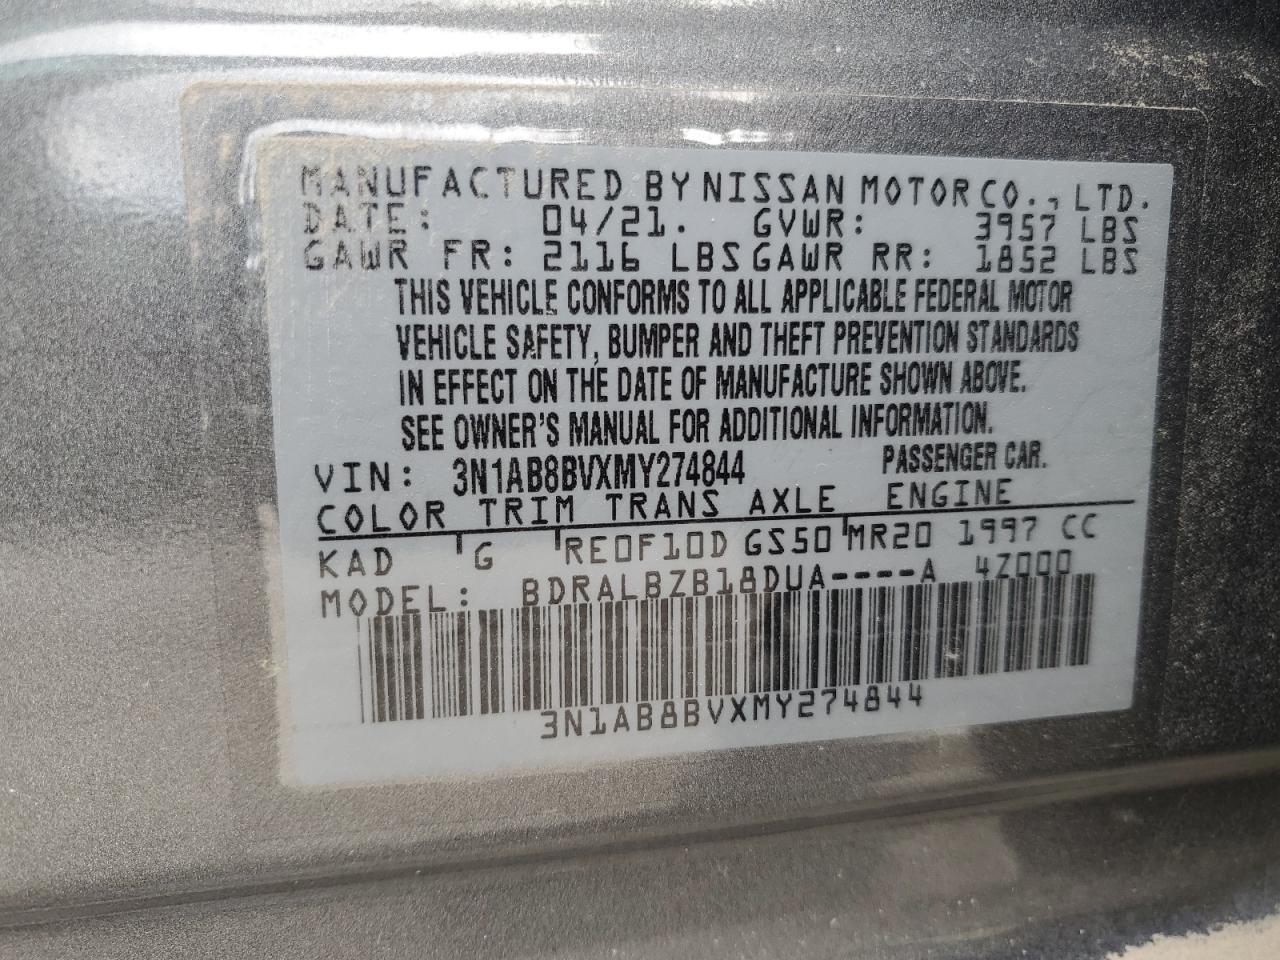 MANUFACTURED BY NISSAN MOTOR CO., LTD.
DATE: 04/21. GVWR: 3957 LBS
GAWR FR: 2116 LBS GAWR RR: 1852 LBS
THIS VEHICLE CONFORMS TO ALL APPLICABLE FEDERAL MOTOR
VEHICLE SAFETY, BUMPER AND THEFT PREVENTION STANDARDS
IN EFFECT ON THE DATE OF MANUFACTURE SHOWN ABOVE.
SEE OWNER'S MANUAL FOR ADDITIONAL INFORMATION.
VIN: 3N1AB8BVXMY274844 PASSENGER CAR.
COLOR TRIM TRANS AXLE ENGINE
KAD G RE0F10D GS50 MR20 1997 CC
MODEL: BDRALBZB18DUA----A 4Z000
3N1AB8BVXMY274844